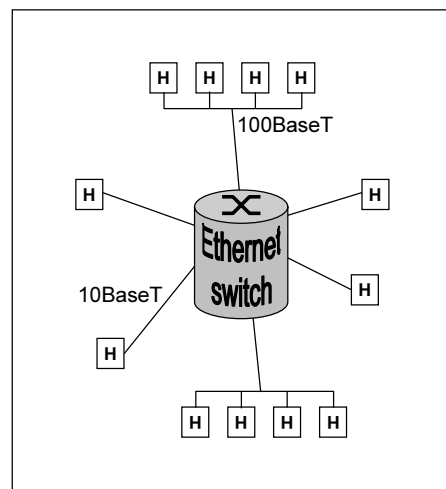 H H H H
100BaseT
H
H
Ethernet
switch
10BaseT
H
H
H H H H